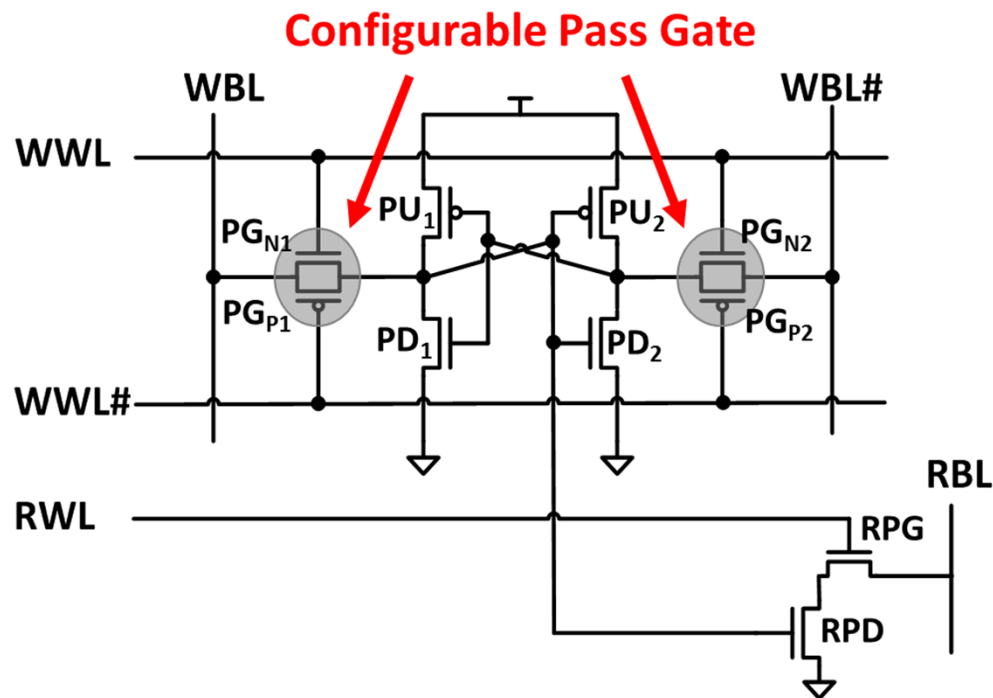 Configurable Pass Gate
WBL
WBL#
WWL
PU1
PU2
PGN1
PGN2
PGP1
PGP2
PD1
PD2
WWL#
RBL
RWL
RPG
RPD